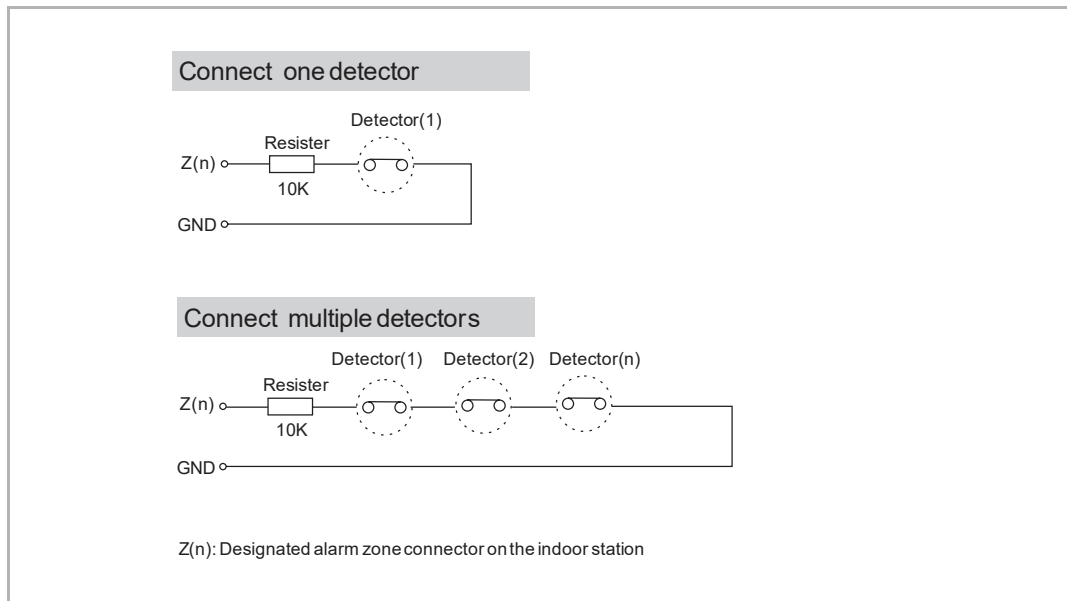 Connect one detector
Detector(1)
Resister
Z(n)
10K
GND
Connect multiple detectors
Detector(1) Detector(2) Detector(n)
Resister
Z(n)
10K
GND
Z(n): Designated alarm zone connector on the indoor station